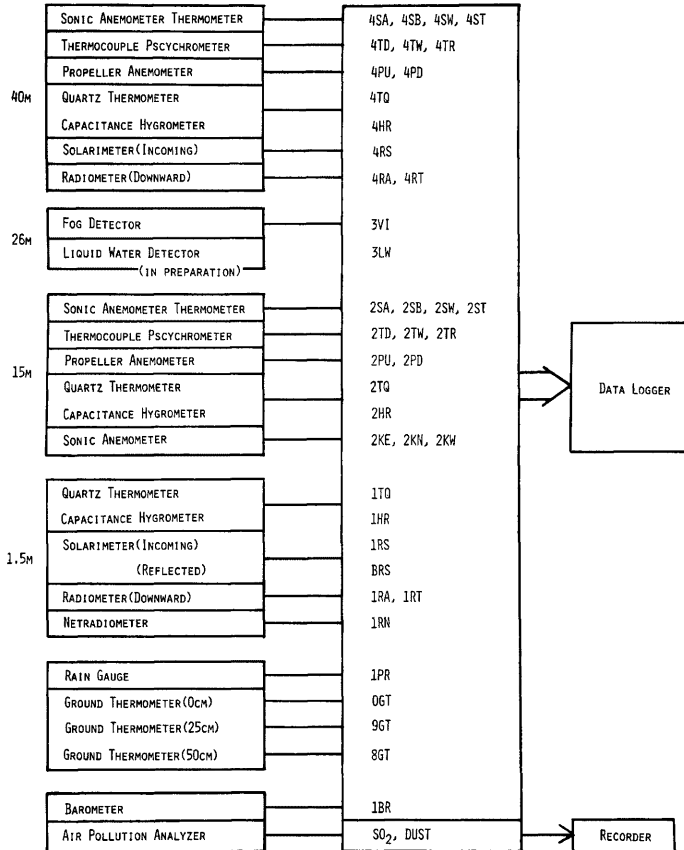 SONIC ANEMOMETER THERMOMETER 4SA, 4SB, 4SW, 4ST
THERMOCOUPLE PSCYCHROMETER 4TD, 4TW, 4TR
PROPELLER ANEMOMETER 4PU, 4PD
40M QUARTZ THERMOMETER 4TQ
CAPACITANCE HYGROMETER 4HR
SOLARIMETER(INCOMING) 4RS
RADIOMETER(DOWNWARD) 4RA, 4RT
FOG DETECTOR 3VI
26M LIQUID WATER DETECTOR 3LW
(IN PREPARATION)
SONIC ANEMOMETER THERMOMETER 2SA, 2SB, 2SW, 2ST
THERMOCOUPLE PSCYCHROMETER 2TD, 2TW, 2TR
PROPELLER ANEMOMETER 2PU, 2PD
15M QUARTZ THERMOMETER 2TQ DATA LOGGER
CAPACITANCE HYGROMETER 2HR
SONIC ANEMOMETER 2KE, 2KN, 2KW
QUARTZ THERMOMETER 1TQ
CAPACITANCE HYGROMETER 1HR
SOLARIMETER(INCOMING) 1RS
1.5M (REFLECTED) BRS
RADIOMETER(DOWNWARD) 1RA, 1RT
NETRADIOMETER 1RN
RAIN GAUGE 1PR
GROUND THERMOMETER(0CM) 0GT
GROUND THERMOMETER(25CM) 9GT
GROUND THERMOMETER(50CM) 8GT
BAROMETER 1BR
AIR POLLUTION ANALYZER SO2, DUST RECORDER